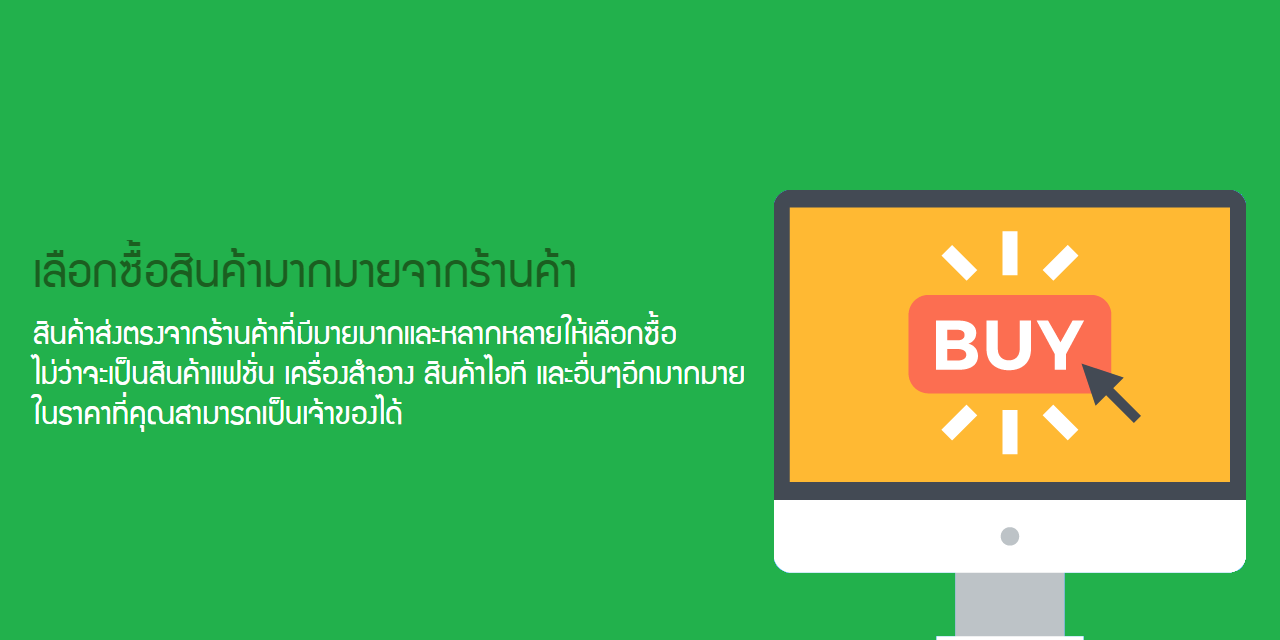 เลือกซื้อสินค้ามากมายจากร้านค้า
สินค้าส่งตรงจากร้านค้าที่มีมายมากและหลากหลายให้เลือกซื้อ
ไม่ว่าจะเป็นสินค้าแฟชั่น เครื่องสำอาง สินค้าไอที และอื่นๆอีกมากมาย
ในราคาที่คุณสามารถเป็นเจ้าของได้
BUY